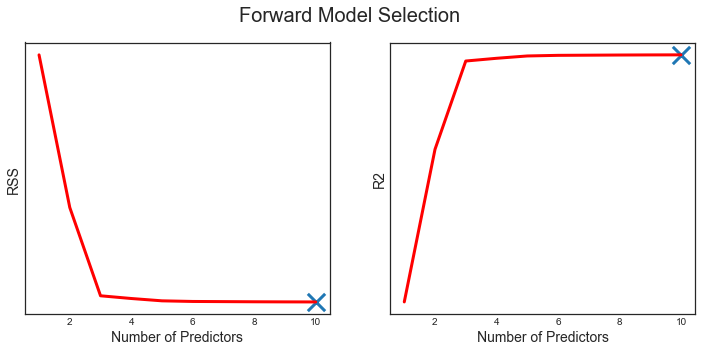 Forward Model Selection
RSS
2 4 6 8 10
Number of Predictors
R2
2 4 6 8 10
Number of Predictors